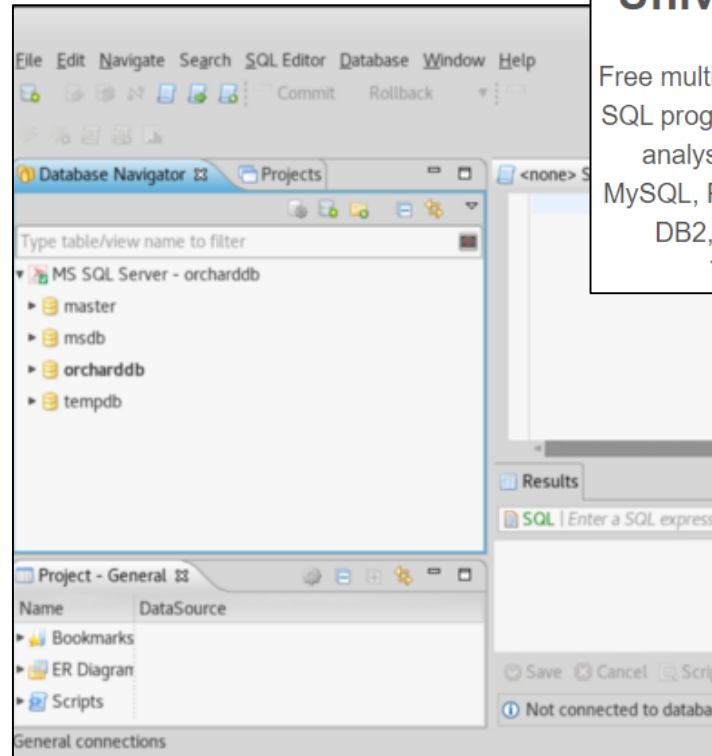 File Edit Navigate Search SQL Editor Database Window Help
Commit Rollback
Database Navigator Projects
Type table/view name to filter
MS SQL Server - orcharddb
master
msdb
orcharddb
tempdb
Project - General
Name DataSource
Bookmarks
ER Diagram
Scripts
General connections
<none>
Results
SQL Enter a SQL express
Save Cancel Scri
Not connected to databa
Free multi
SQL prog
analys
MySQL,
DB2,